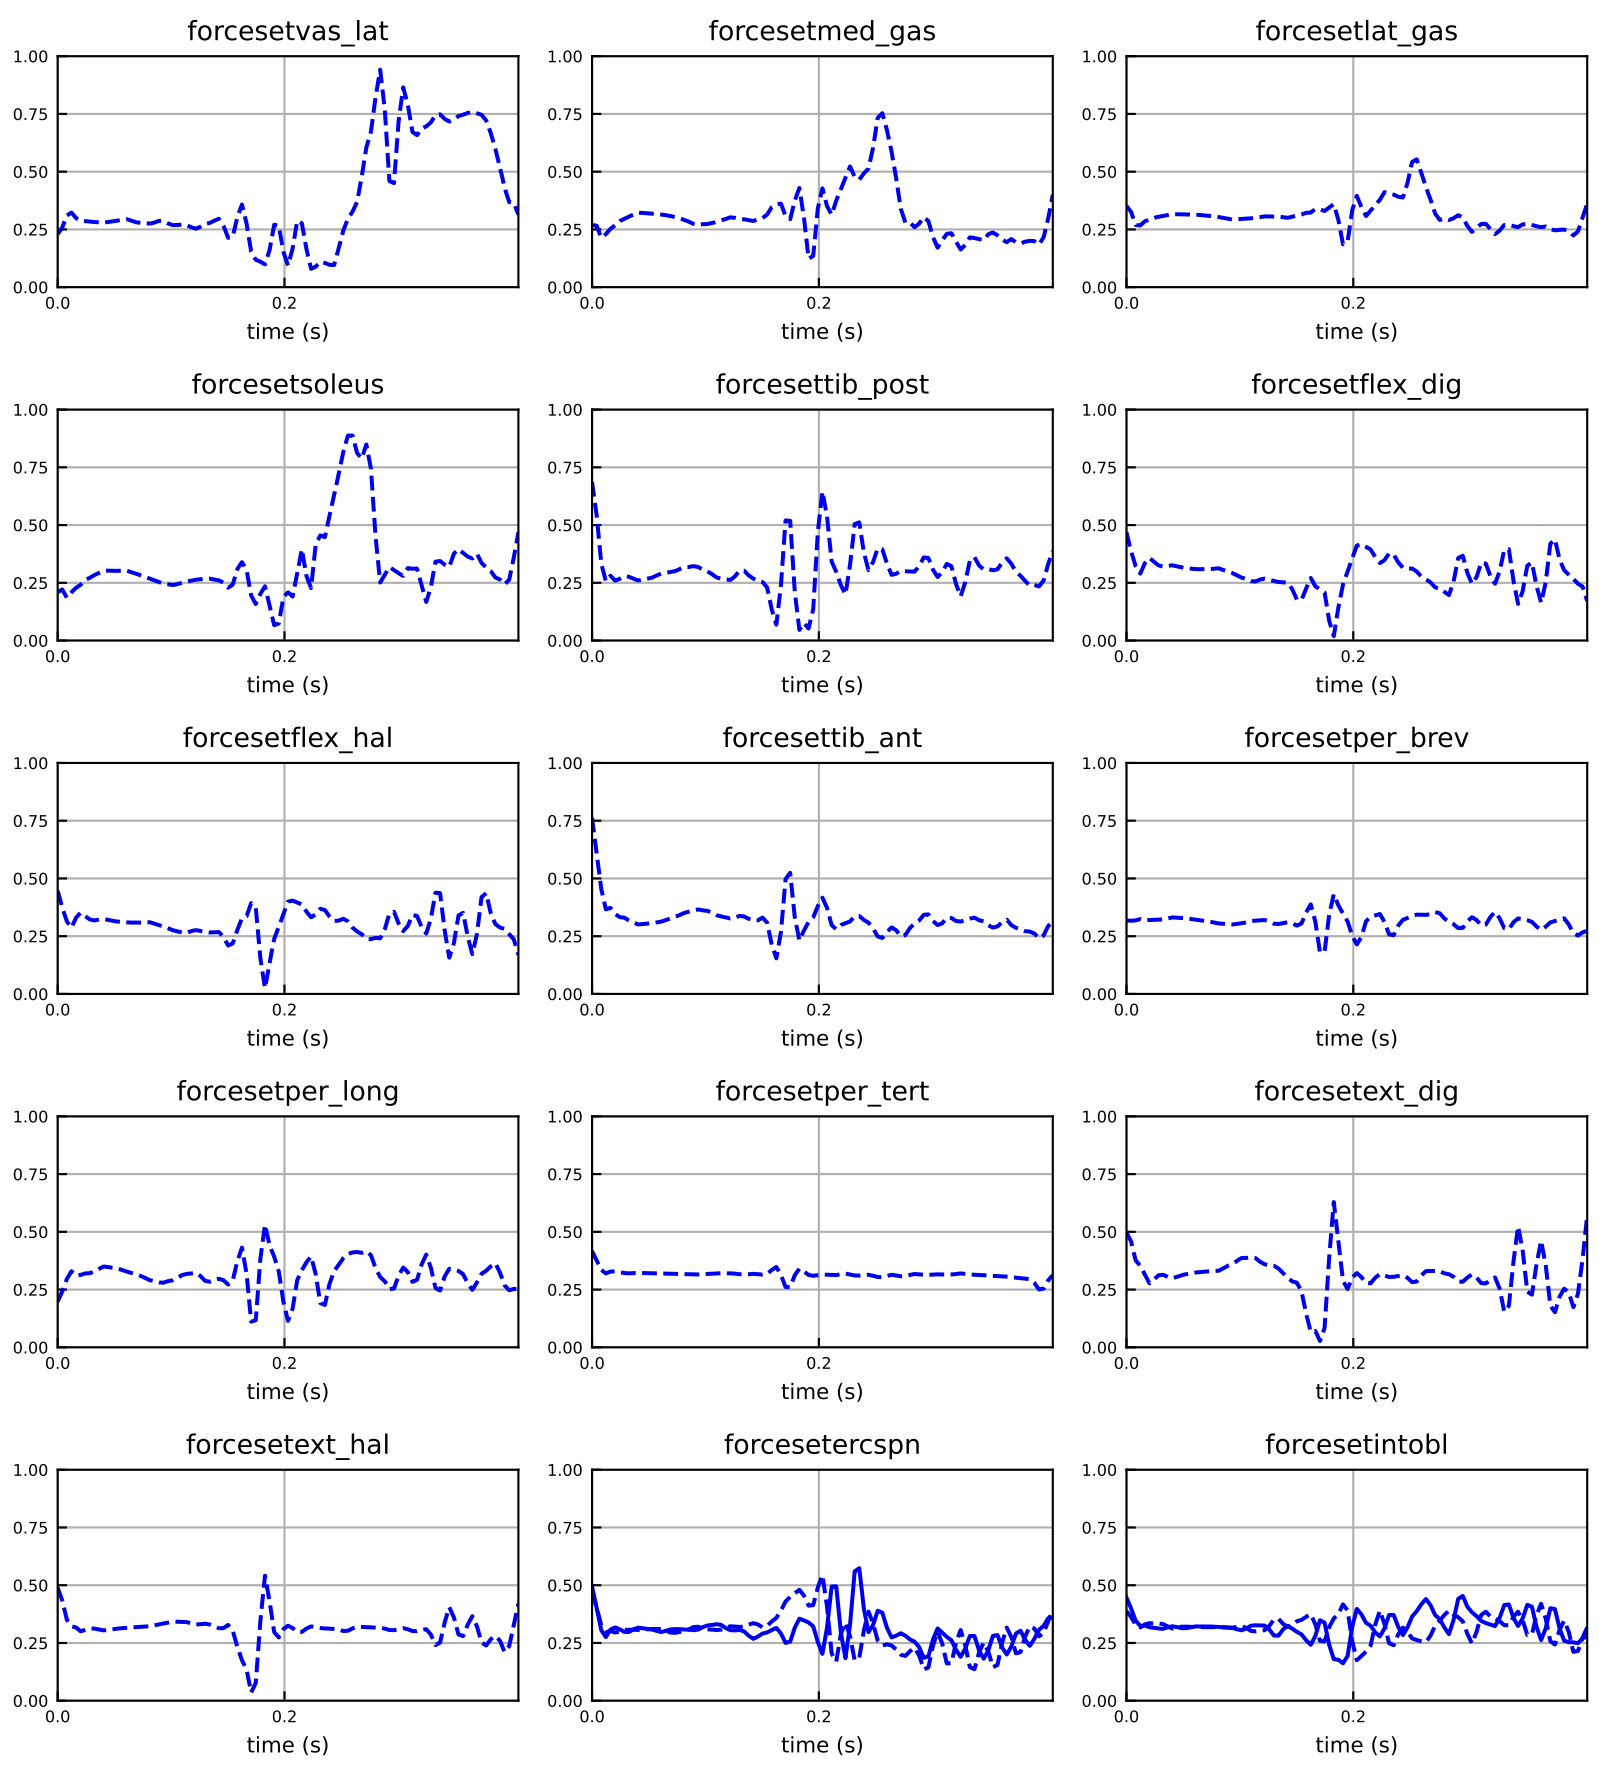 forcesetvas_lat forcesetmed_gas forcesetlat_gas
1.00 1.00 1.00
0.75 0.75 0.75
0.50 0.50 0.50
0.25 0.25 0.25
0.00 0.00 0.00
0.0 0.2 0.0 0.2 0.0 0.2
time (s) time (s) time (s)
forcesetsoleus forcesettib_post forcesetflex_dig
1.00 1.00 1.00
0.75 0.75 0.75
0.50 0.50 0.50
0.25 0.25 0.25
0.00 0.00 0.00
0.0 0.2 0.0 0.2 0.0 0.2
time (s) time (s) time (s)
forcesetflex_hal forcesettib_ant forcesetper_brev
1.00 1.00 1.00
0.75 0.75 0.75
0.50 0.50 0.50
0.25 0.25 0.25
0.00 0.00 0.00
0.0 0.2 0.0 0.2 0.0 0.2
time (s) time (s) time (s)
forcesetper_long forcesetper_tert forcesetext_dig
1.00 1.00 1.00
0.75 0.75 0.75
0.50 0.50 0.50
0.25 0.25 0.25
0.00 0.00 0.00
0.0 0.2 0.0 0.2 0.0 0.2
time (s) time (s) time (s)
forcesetext_hal forcesetercspn forcesetintobl
1.00 1.00 1.00
0.75 0.75 0.75
0.50 0.50 0.50
0.25 0.25 0.25
0.00 0.00 0.00
0.0 0.2 0.0 0.2 0.0 0.2
time (s) time (s) time (s)